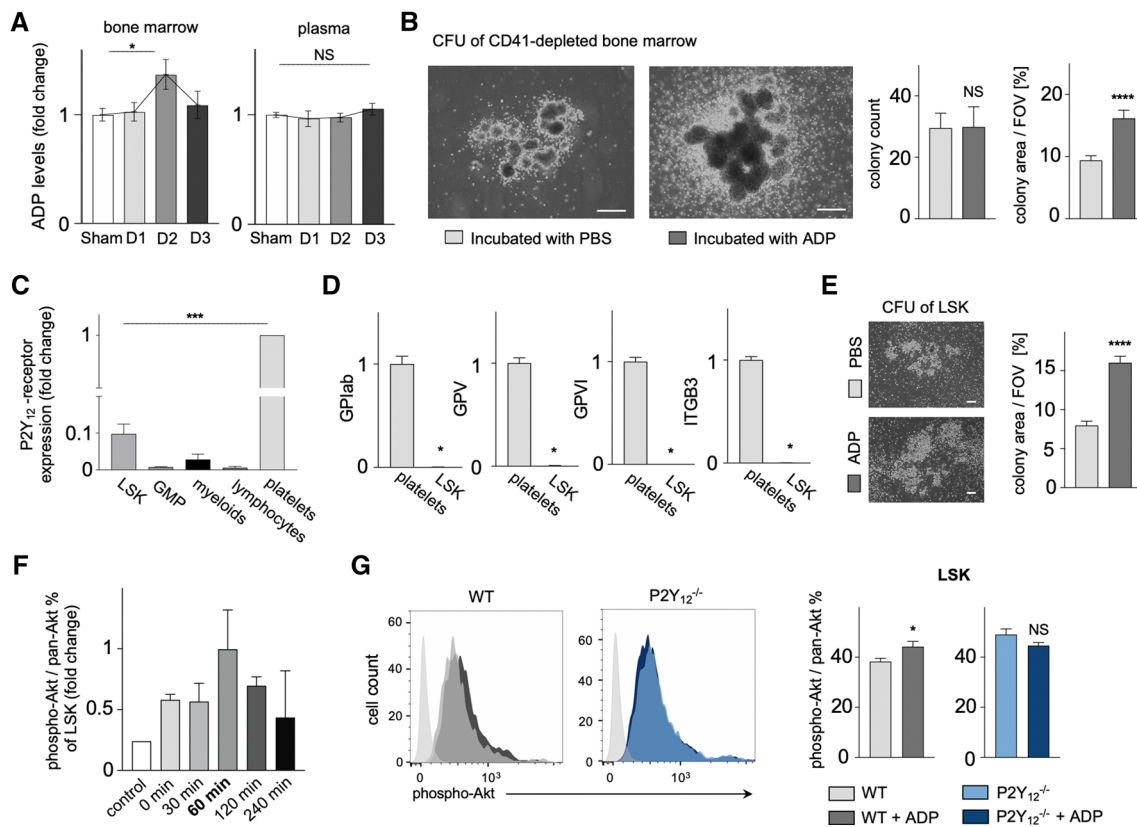 A
bone marrow
plasma
ADP levels (fold change)
*
NS
1
0
1
0
Sham D1 D2 D3
Sham D1 D2 D3
B
CFU of CD41-depleted bone marrow
Incubated with PBS
Incubated with ADP
colony count
40
20
0
NS
colony area / FOV [%]
20
10
0
****
C
P2Y12 -receptor
expression (fold change)
***
1
0.1
0
LSK
GMP
myeloids
lymphocytes
platelets
D
GPIab
1
0
*
platelets
LSK
GPV
1
0
*
platelets
LSK
GPVI
1
0
*
platelets
LSK
ITGB3
1
0
*
platelets
LSK
E
CFU of LSK
PBS
ADP
colony area / FOV [%]
15
10
5
0
****
F
phospho-Akt / pan-Akt %
of LSK (fold change)
1
0.5
0
control
0 min
30 min
60 min
120 min
240 min
G
WT
P2Y12-/-
cell count
60
40
20
0
0 103
60
40
20
0
0 103
phospho-Akt
LSK
phospho-Akt / pan-Akt %
40
20
0
*
40
20
0
NS
WT
WT + ADP
P2Y12-/-
P2Y12-/- + ADP